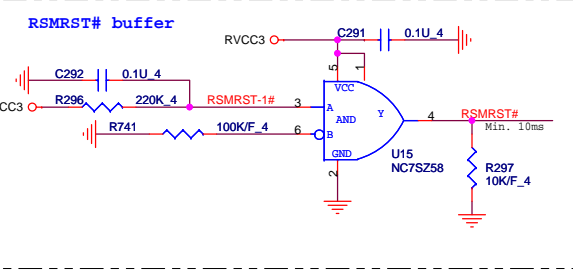 RSMRST# buffer
RVCC3
C291
0.1U_4
C292
0.1U_4
5
1
VCC
CC3
R296
220K_4
RSMRST-1#
3
A
AND
Y
4
RSMRST#
Min. 10ms
R741
100K/F_4
6
B
GND
U15
NC7SZ58
2
R297
10K/F_4